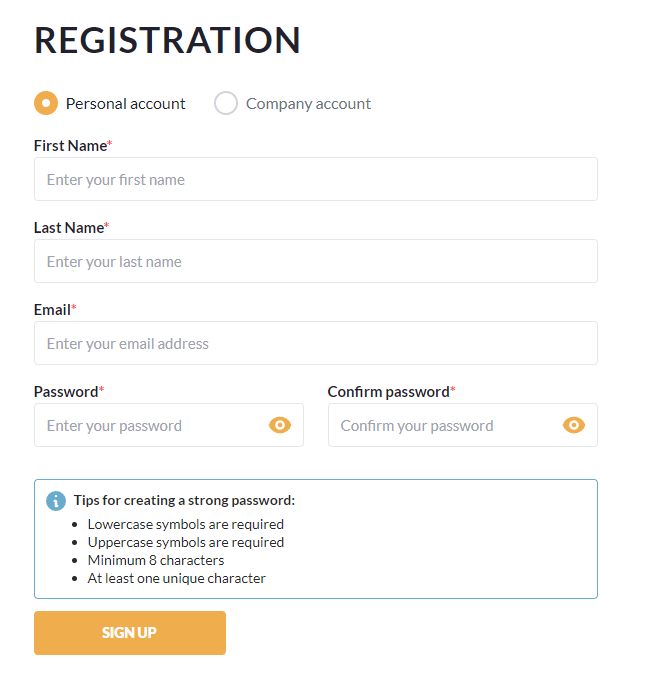 REGISTRATION
Personal account Company account
First Name*
Enter your first name
Last Name*
Enter your last name
Email*
Enter your email address
Password* Confirm password*
Enter your password Confirm your password
Tips for creating a strong password:
• Lowercase symbols are required
• Uppercase symbols are required
• Minimum 8 characters
• At least one unique character
SIGN UP